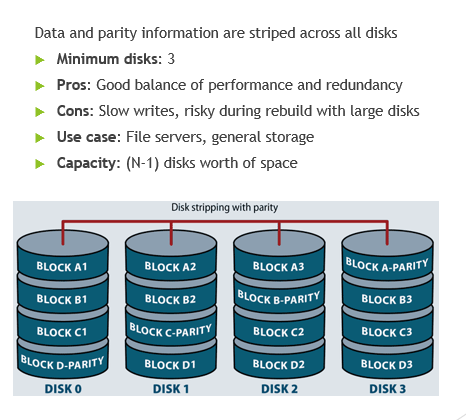 Data and parity information are striped across all disks
Minimum disks: 3
Pros: Good balance of performance and redundancy
Cons: Slow writes, risky during rebuild with large disks
Use case: File servers, general storage
Capacity: (N-1) disks worth of space
Disk stripping with parity
BLOCK A1 BLOCK A2 BLOCK A3 BLOCK A-PARITY
BLOCK B1 BLOCK B2 BLOCK B-PARITY BLOCK B3
BLOCK C1 BLOCK C-PARITY BLOCK C2 BLOCK C3
BLOCK D-PARITY BLOCK D1 BLOCK D2 BLOCK D3
DISK 0 DISK 1 DISK 2 DISK 3